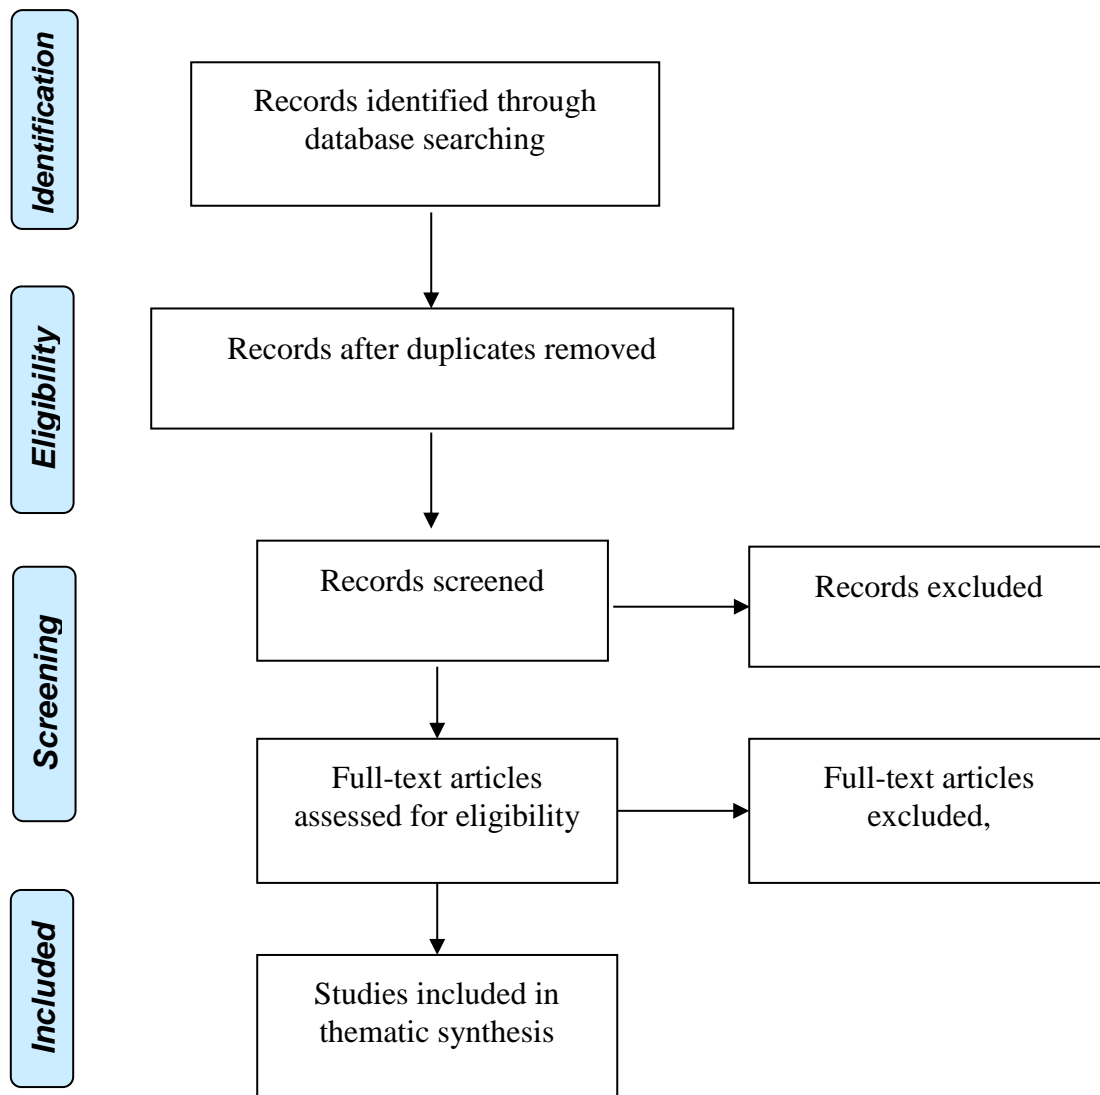 Identification
Records identified through
database searching
Eligibility
Records after duplicates removed
Screening
Records screened
Records excluded
Full-text articles
assessed for eligibility
Full-text articles
excluded,
Included
Studies included in
thematic synthesis